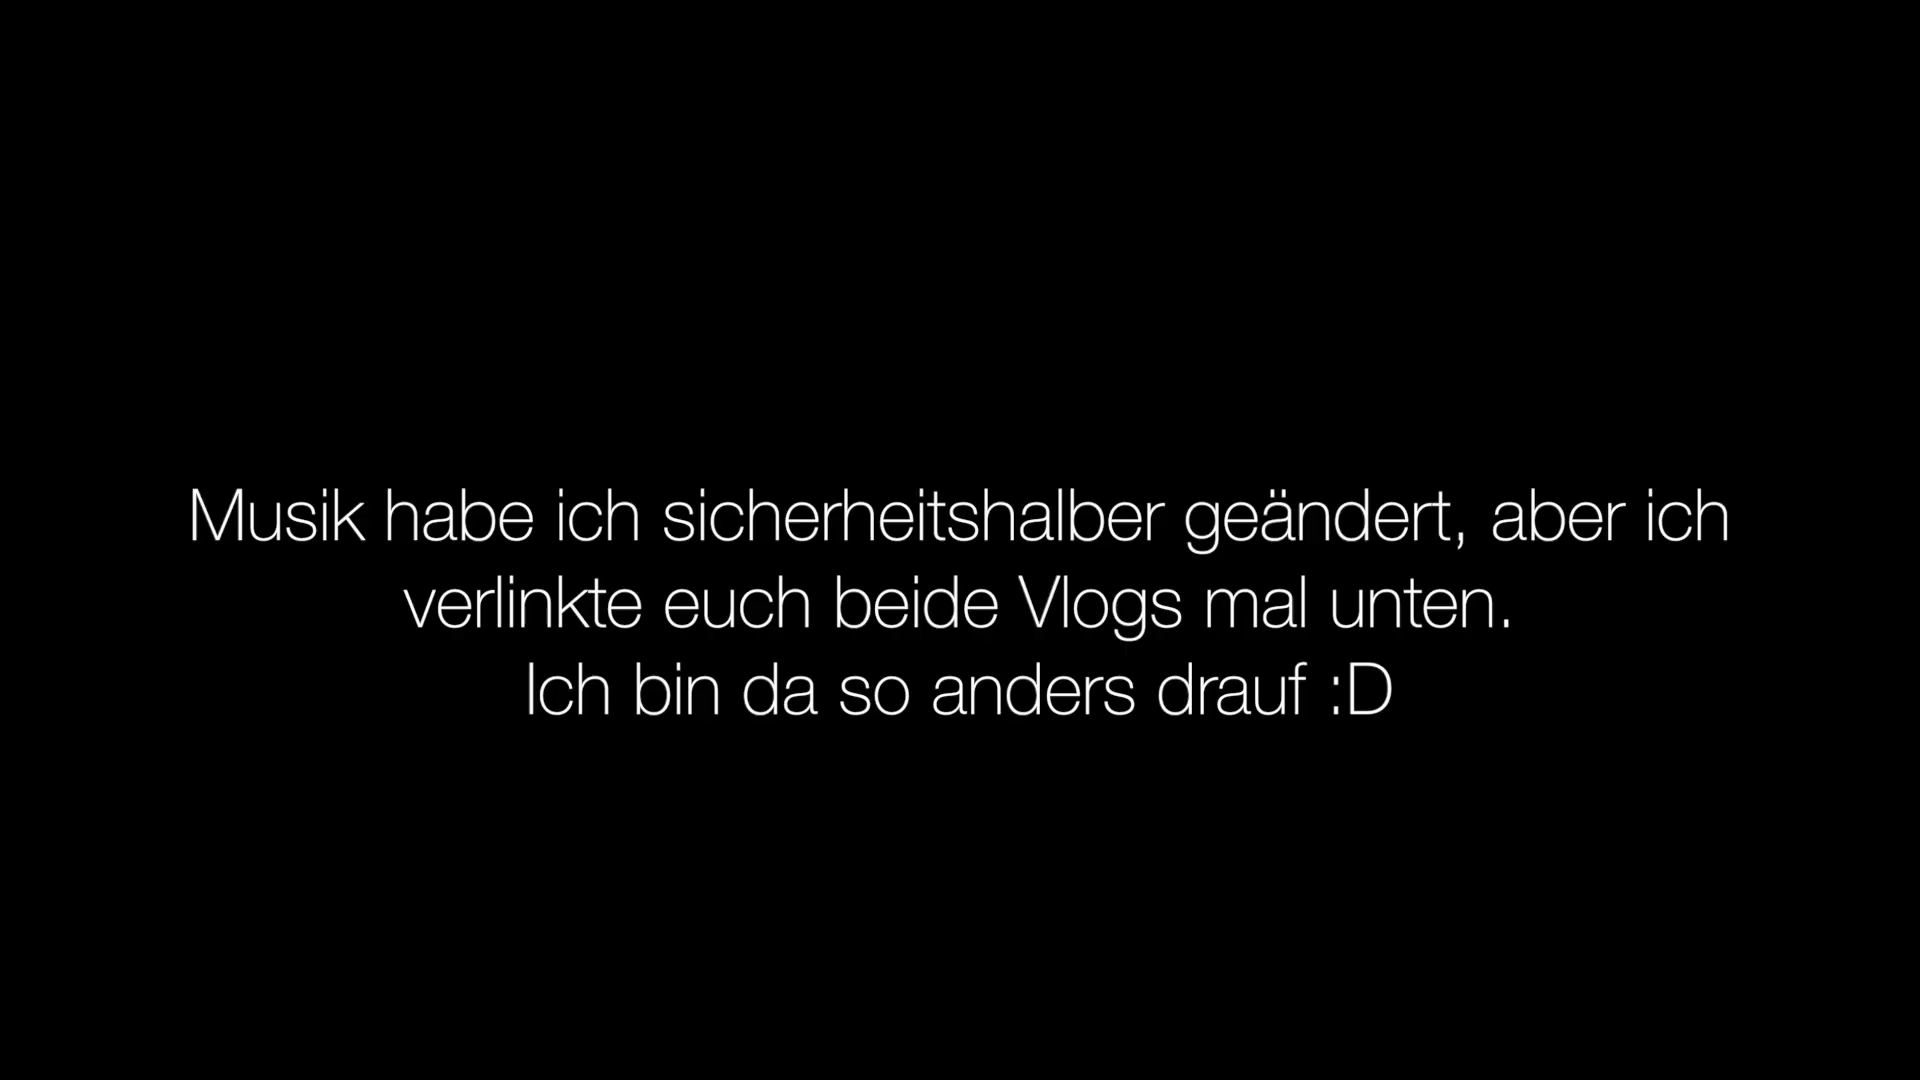 Musik habe ich sicherheitshalber geändert, aber ich
verlinkte euch beide Vlogs mal unten.
Ich bin da so anders drauf :D